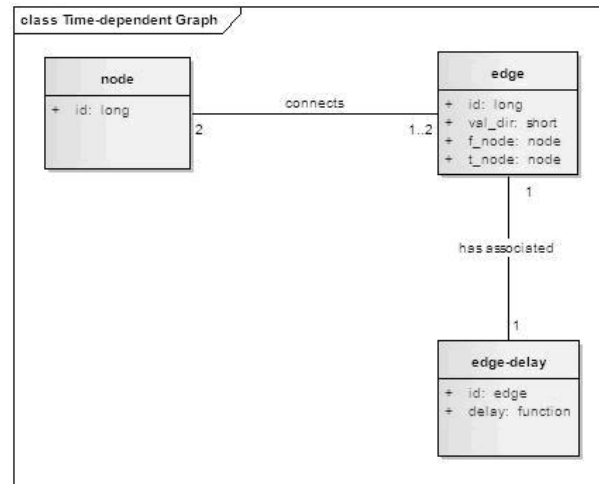 class Time-dependent Graph
node
+ id: long
connects
2
1..2
edge
+ id: long
+ val_dir: short
+ f_node: node
+ t_node: node
1
has associated
1
edge-delay
+ id: edge
+ delay: function